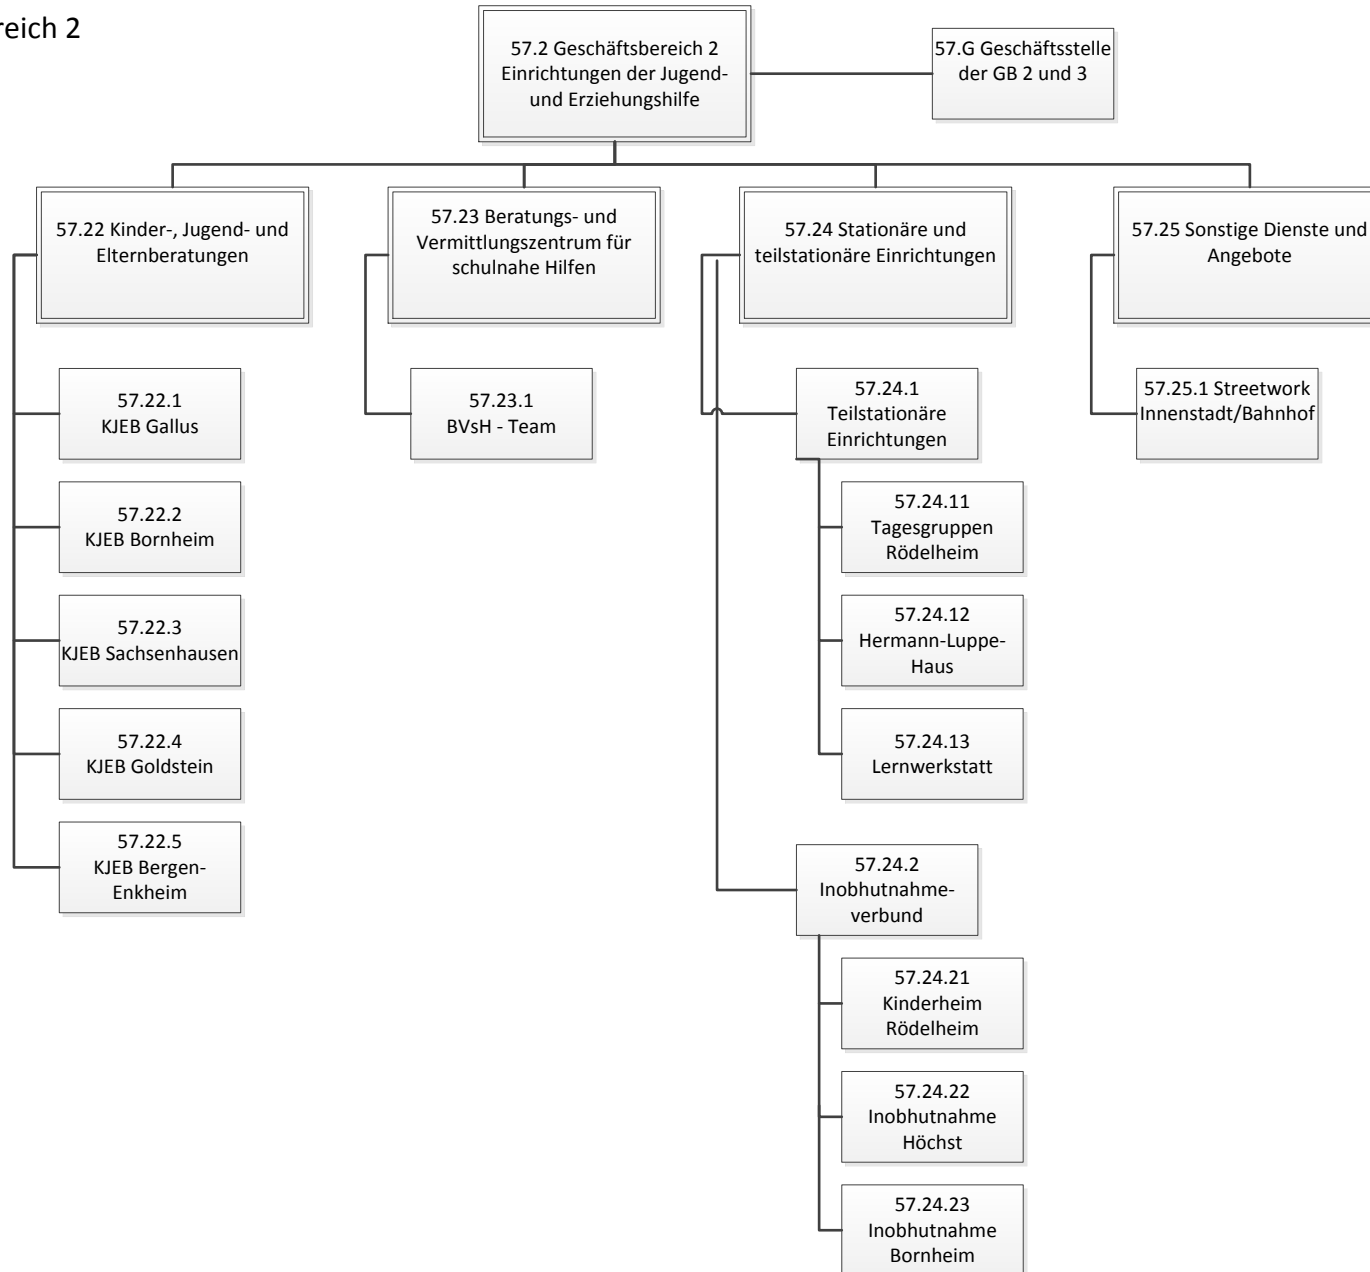 reich 2
57.2 Geschäftsbereich 2
Einrichtungen der Jugend-
und Erziehungshilfe
57.G Geschäftsstelle
der GB 2 und 3
57.22 Kinder-, Jugend- und
Elternberatungen
57.23 Beratungs- und
Vermittlungszentrum für
schulnahe Hilfen
57.24 Stationäre und
teilstationäre Einrichtungen
57.25 Sonstige Dienste und
Angebote
57.22.1
KJEB Gallus
57.22.2
KJEB Bornheim
57.22.3
KJEB Sachsenhausen
57.22.4
KJEB Goldstein
57.22.5
KJEB Bergen-
Enkheim
57.23.1
BVsH - Team
57.24.1
Teilstationäre
Einrichtungen
57.24.11
Tagesgruppen
Rödelheim
57.24.12
Hermann-Luppe-
Haus
57.24.13
Lernwerkstatt
57.24.2
Inobhutnahme-
verbund
57.24.21
Kinderheim
Rödelheim
57.24.22
Inobhutnahme
Höchst
57.24.23
Inobhutnahme
Bornheim
57.25.1 Streetwork
Innenstadt/Bahnhof